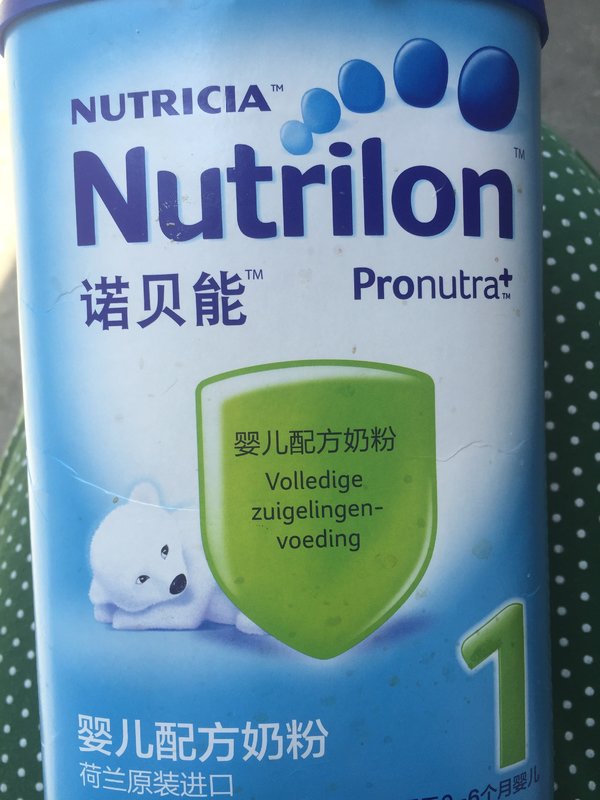 NUTRICIA™
Nutrilon™
诺贝能™
Pronutra+™
婴儿配方奶粉
Volledige
zuigelingen-
voeding
1
婴儿配方奶粉
荷兰原装进口
6个月婴儿